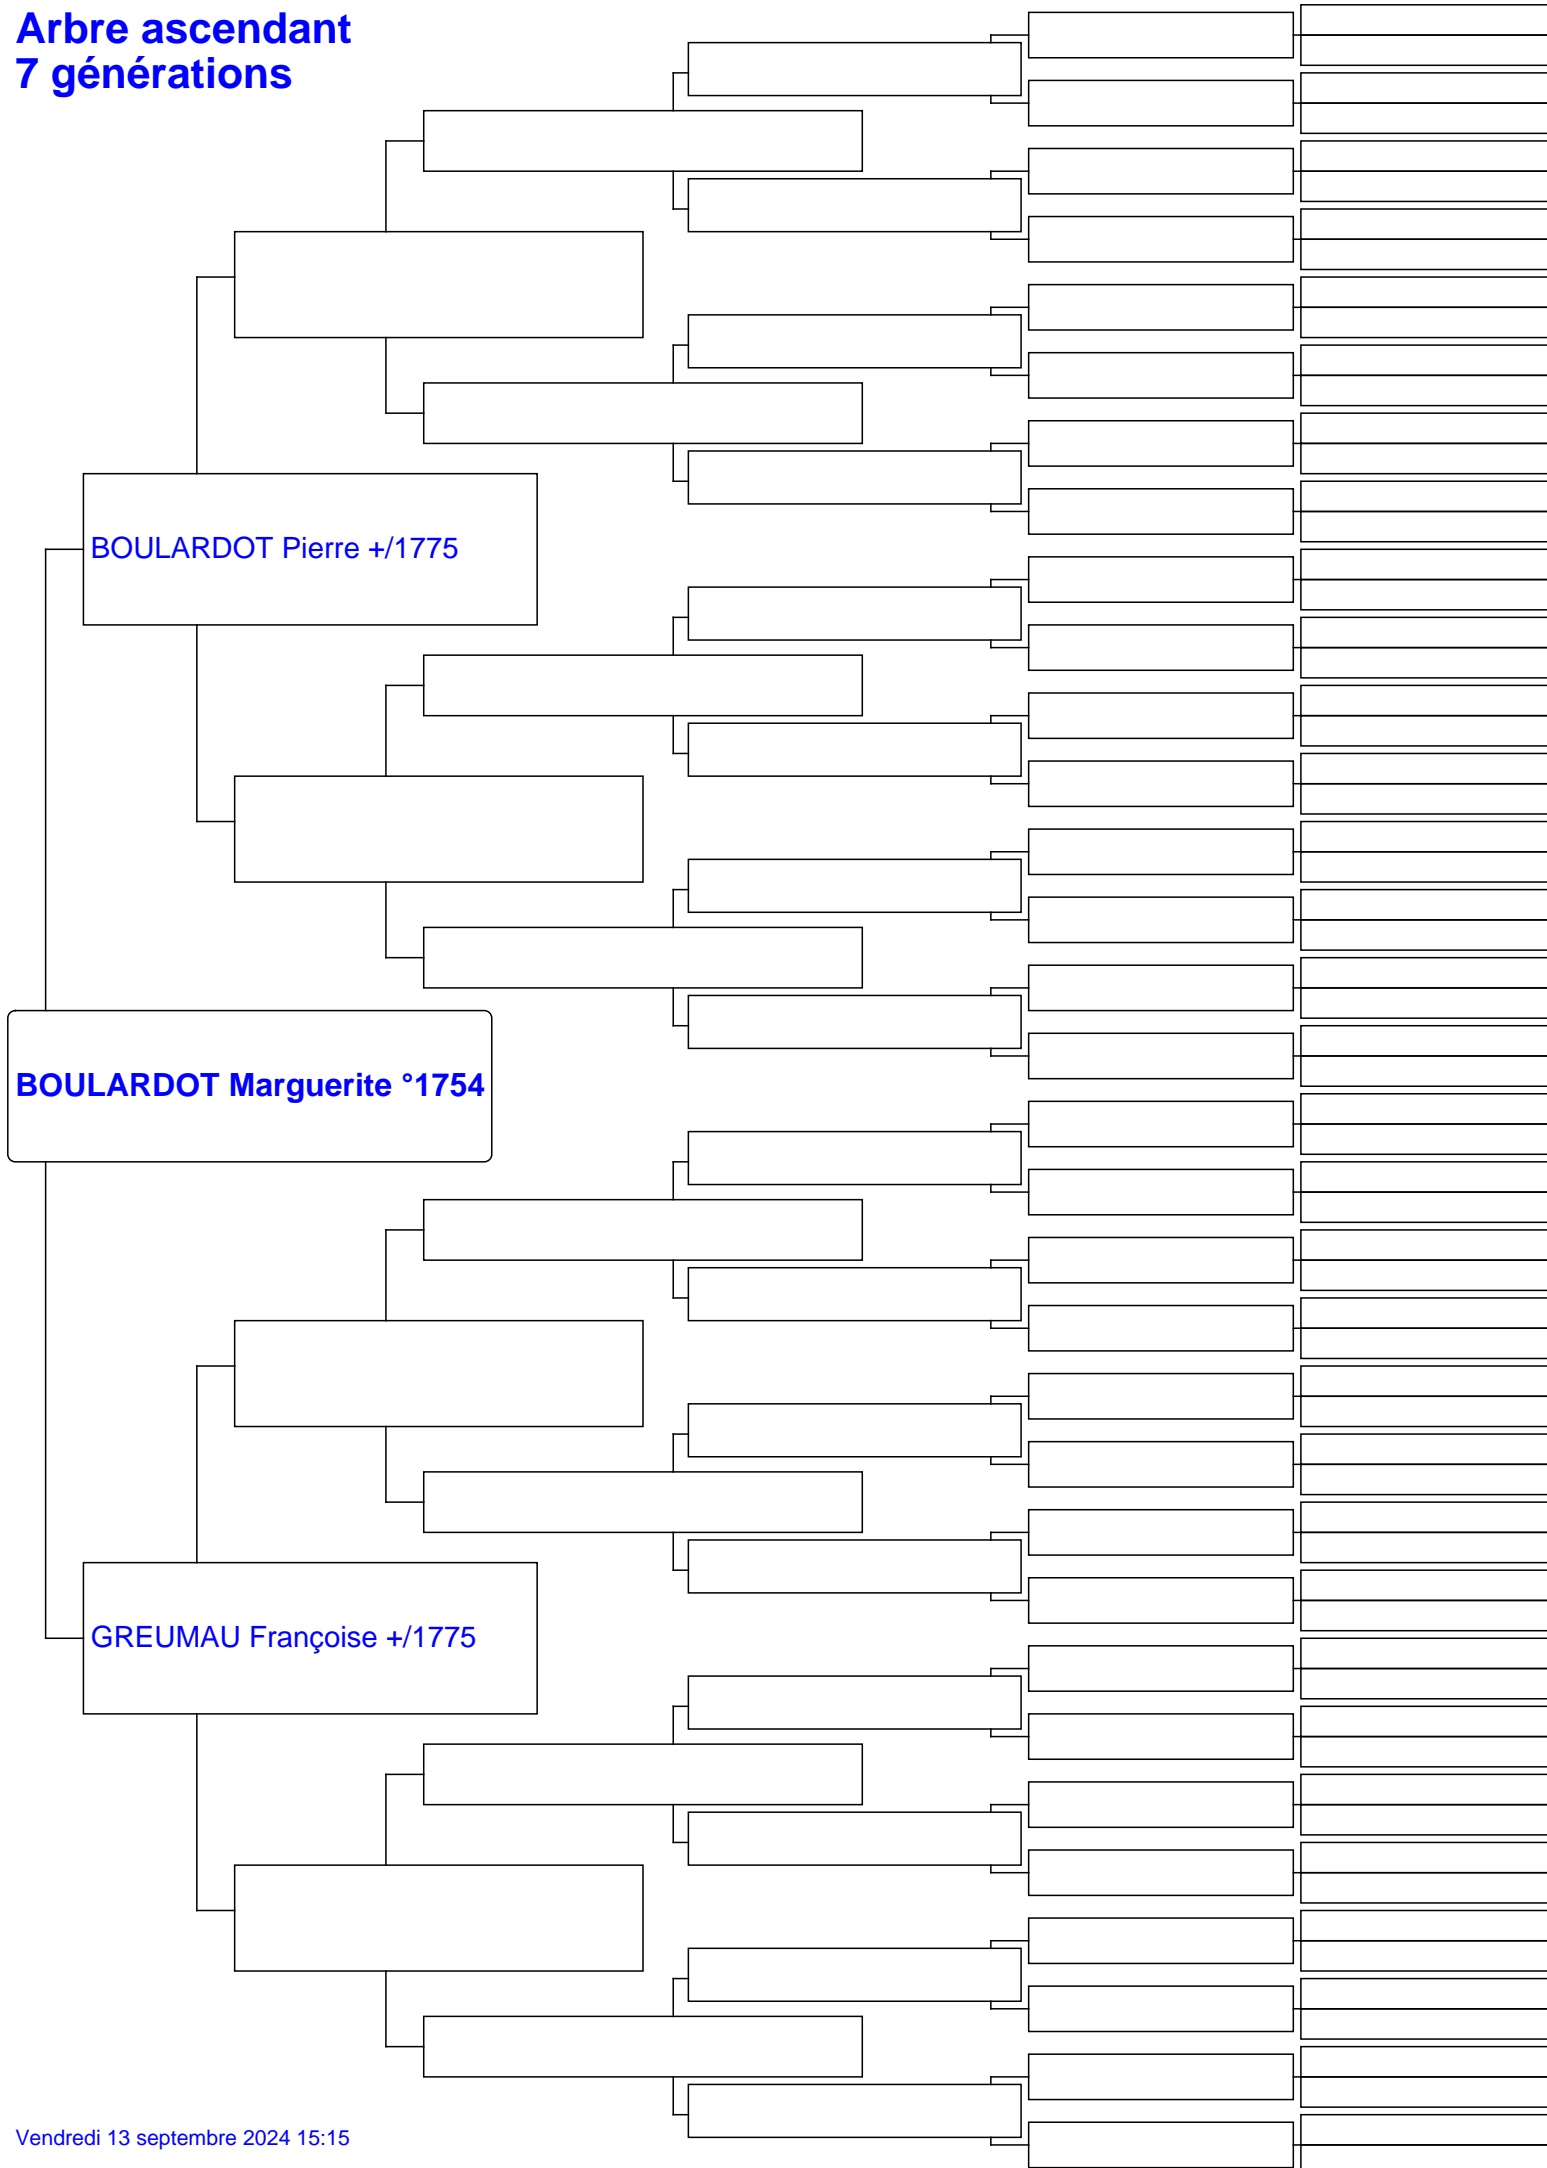 Arbre ascendant
7 générations
BOULARDOT Pierre +/1775
BOULARDOT Marguerite °1754
GREUMAU Françoise +/1775
Vendredi 13 septembre 2024 15:15